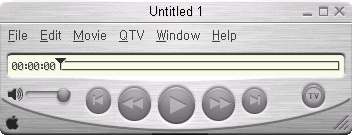 Untitled 1
File Edit Movie QTV Window Help
00:00:00
TV